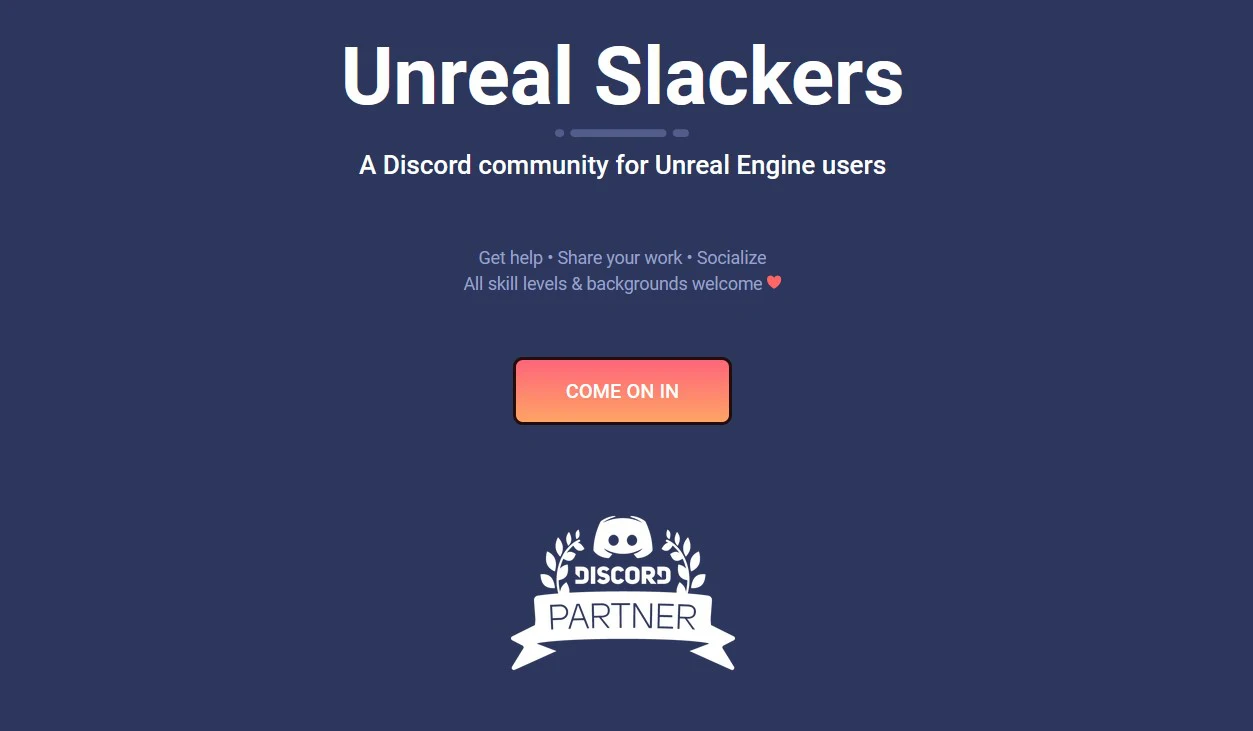 Unreal Slackers
A Discord community for Unreal Engine users
Get help • Share your work • Socialize
All skill levels & backgrounds welcome ❤
COME ON IN
DISCORD
PARTNER